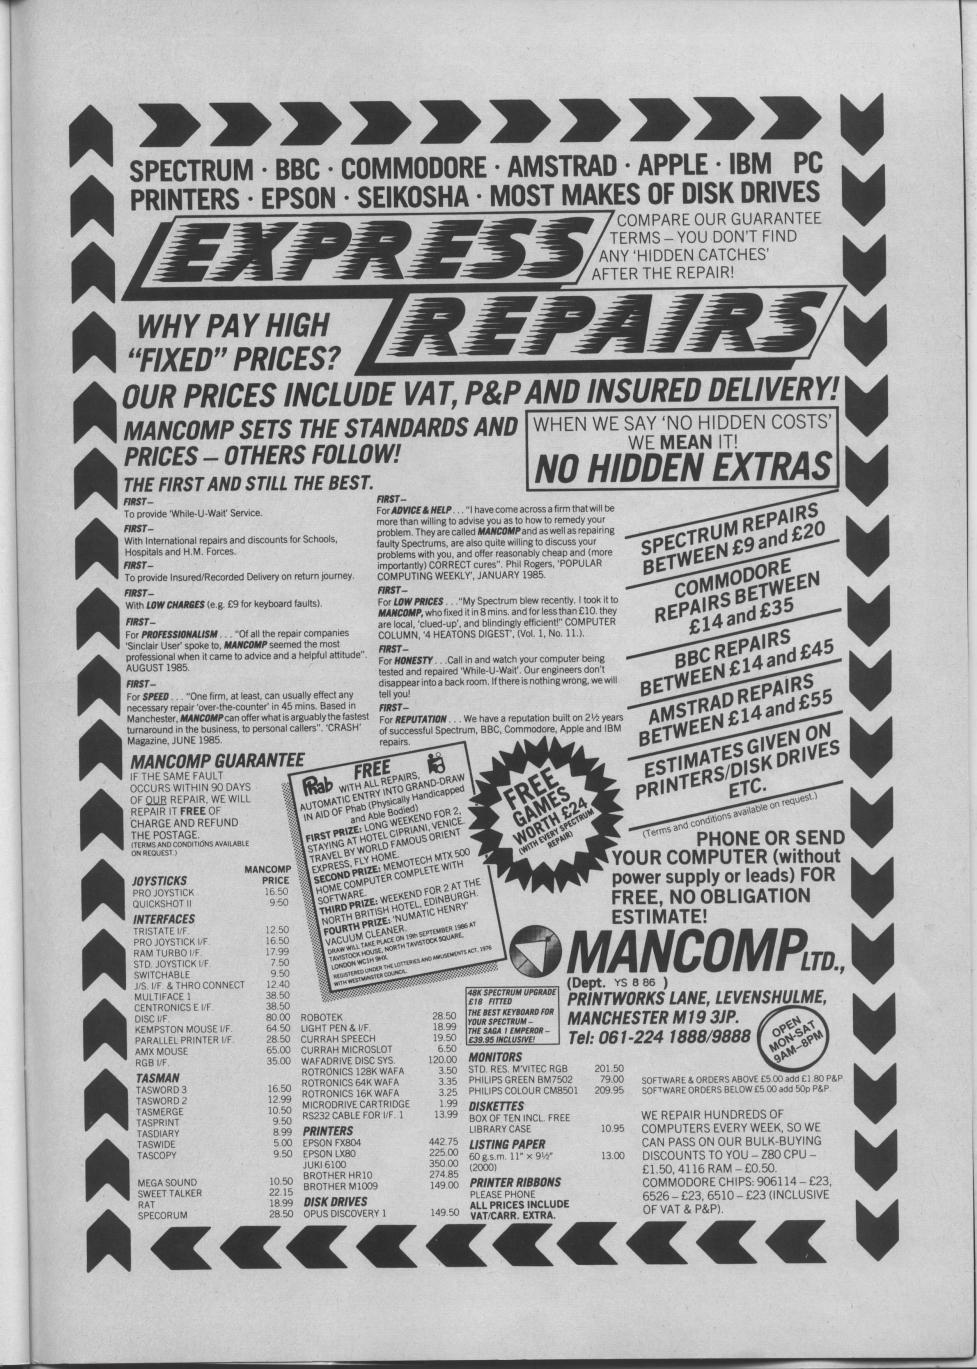 SPECTRUM · BBC · COMMODORE · AMSTRAD · APPLE · IBM PC
PRINTERS · EPSON · SEIKOSHA · MOST MAKES OF DISK DRIVES
EXPRESS
REPAIRS
COMPARE OUR GUARANTEE
TERMS – YOU DON'T FIND
ANY 'HIDDEN CATCHES'
AFTER THE REPAIR!
WHY PAY HIGH
"FIXED" PRICES?
OUR PRICES INCLUDE VAT, P&P AND INSURED DELIVERY!
MANCOMP SETS THE STANDARDS AND
PRICES – OTHERS FOLLOW!
THE FIRST AND STILL THE BEST.
WHEN WE SAY 'NO HIDDEN COSTS'
WE MEAN IT!
NO HIDDEN EXTRAS
FIRST–
To provide 'While-U-Wait' Service.
FIRST–
With International repairs and discounts for Schools,
Hospitals and H.M. Forces.
FIRST–
To provide Insured/Recorded Delivery on return journey.
FIRST–
With LOW CHARGES (e.g. £9 for keyboard faults).
FIRST–
For PROFESSIONALISM . . . "Of all the repair companies
'Sinclair User' spoke to, MANCOMP seemed the most
professional when it came to advice and a helpful attitude".
AUGUST 1985.
FIRST–
For SPEED . . . "One firm, at least, can usually effect any
necessary repair 'over-the-counter' in 45 mins. Based in
Manchester, MANCOMP can offer what is arguably the fastest
turnaround in the business, to personal callers". 'CRASH'
Magazine, JUNE 1985.
FIRST–
For ADVICE & HELP . . . "I have come across a firm that will be
more than willing to advise you as to how to remedy your
problem. They are called MANCOMP and as well as repairing
faulty Spectrums, are also quite willing to discuss your
problems with you, and offer reasonably cheap and (more
importantly) CORRECT cures". Phil Rogers, 'POPULAR
COMPUTING WEEKLY', JANUARY 1985.
FIRST–
For LOW PRICES . . . "My Spectrum blew recently. I took it to
MANCOMP, who fixed it in 8 mins. and for less than £10. they
are local, 'clued-up', and blindingly efficient!" COMPUTER
COLUMN, '4 HEATONS DIGEST', (Vol. 1, No. 11.).
FIRST–
For HONESTY . . .Call in and watch your computer being
tested and repaired 'While-U-Wait'. Our engineers don't
disappear into a back room. If there is nothing wrong, we will
tell you!
FIRST–
For REPUTATION . . . We have a reputation built on 2½ years
of successful Spectrum, BBC, Commodore, Apple and IBM
repairs.
SPECTRUM REPAIRS
BETWEEN £9 and £20
COMMODORE
REPAIRS BETWEEN
£14 and £35
BBC REPAIRS
BETWEEN £14 and £45
AMSTRAD REPAIRS
BETWEEN £14 and £55
ESTIMATES GIVEN ON
PRINTERS/DISK DRIVES
ETC.
(Terms and conditions available on request.)
MANCOMP GUARANTEE
IF THE SAME FAULT
OCCURS WITHIN 90 DAYS
OF OUR REPAIR, WE WILL
REPAIR IT FREE OF
CHARGE AND REFUND
THE POSTAGE.
(TERMS AND CONDITIONS AVAILABLE
ON REQUEST.)
Phab
FREE
WITH ALL REPAIRS,
AUTOMATIC ENTRY INTO GRAND-DRAW
IN AID OF Phab (Physically Handicapped
and Able Bodied)
FIRST PRIZE: LONG WEEKEND FOR 2,
STAYING AT HOTEL CIPRIANI, VENICE.
TRAVEL BY WORLD FAMOUS ORIENT
EXPRESS, FLY HOME.
SECOND PRIZE: MEMOTECH MTX 500
HOME COMPUTER COMPLETE WITH
SOFTWARE.
THIRD PRIZE: WEEKEND FOR 2 AT THE
NORTH BRITISH HOTEL, EDINBURGH.
FOURTH PRIZE: 'NUMATIC HENRY'
VACUUM CLEANER.
DRAW WILL TAKE PLACE ON 19th SEPTEMBER 1986 AT
TAVISTOCK HOUSE, NORTH TAVISTOCK SQUARE,
LONDON WC1H 9HX.
REGISTERED UNDER THE LOTTERIES AND AMUSEMENTS ACT, 1976
WITH WESTMINSTER COUNCIL.
FREE
GAMES
WORTH £24
(WITH EVERY SPECTRUM
REPAIR)
PHONE OR SEND
YOUR COMPUTER (without
power supply or leads) FOR
FREE, NO OBLIGATION
ESTIMATE!
MANCOMP LTD.,
(Dept. YS 8 86 )
PRINTWORKS LANE, LEVENSHULME,
MANCHESTER M19 3JP.
Tel: 061-224 1888/9888
OPEN
MON-SAT
9AM–8PM
MANCOMP
JOYSTICKS PRICE
PRO JOYSTICK 16.50
QUICKSHOT II 9.50
INTERFACES
TRISTATE I/F. 12.50
PRO JOYSTICK I/F. 16.50
RAM TURBO I/F. 17.99
STD. JOYSTICK I/F. 7.50
SWITCHABLE 9.50
J/S. I/F. & THRO CONNECT 12.40
MULTIFACE 1 38.50
CENTRONICS E I/F. 38.50
DISC I/F. 80.00
KEMPSTON MOUSE I/F. 64.50
PARALLEL PRINTER I/F. 28.50
AMX MOUSE 65.00
RGB I/F. 35.00
TASMAN
TASWORD 3 16.50
TASWORD 2 12.99
TASMERGE 10.50
TASPRINT 9.50
TASDIARY 8.99
TASWIDE 5.00
TASCOPY 9.50
MEGA SOUND 10.50
SWEET TALKER 22.15
RAT 18.99
SPECORUM 28.50
ROBOTEK 28.50
LIGHT PEN & I/F. 18.99
CURRAH SPEECH 19.50
CURRAH MICROSLOT 6.50
WAFADRIVE DISC SYS. 120.00
ROTRONICS 128K WAFA 3.50
ROTRONICS 64K WAFA 3.35
ROTRONICS 16K WAFA 3.25
MICRODRIVE CARTRIDGE 1.99
RS232 CABLE FOR I/F. 1 13.99
PRINTERS
EPSON FX804 442.75
EPSON LX80 225.00
JUKI 6100 350.00
BROTHER HR10 274.85
BROTHER M1009 149.00
DISK DRIVES
OPUS DISCOVERY 1 149.50
48K SPECTRUM UPGRADE
£18 FITTED
THE BEST KEYBOARD FOR
YOUR SPECTRUM –
THE SAGA 1 EMPEROR –
£39.95 INCLUSIVE!
MONITORS
STD. RES. M'VITEC RGB 201.50
PHILIPS GREEN BM7502 79.00
PHILIPS COLOUR CM8501 209.95
DISKETTES
BOX OF TEN INCL. FREE
LIBRARY CASE 10.95
LISTING PAPER
60 g.s.m. 11" × 9½" 13.00
(2000)
PRINTER RIBBONS
PLEASE PHONE
ALL PRICES INCLUDE
VAT/CARR. EXTRA.
SOFTWARE & ORDERS ABOVE £5.00 add £1.80 P&P.
SOFTWARE ORDERS BELOW £5.00 add 50p P&P.
WE REPAIR HUNDREDS OF
COMPUTERS EVERY WEEK, SO WE
CAN PASS ON OUR BULK-BUYING
DISCOUNTS TO YOU – Z80 CPU –
£1.50, 4116 RAM – £0.50.
COMMODORE CHIPS: 906114 – £23,
6526 – £23, 6510 – £23 (INCLUSIVE
OF VAT & P&P).